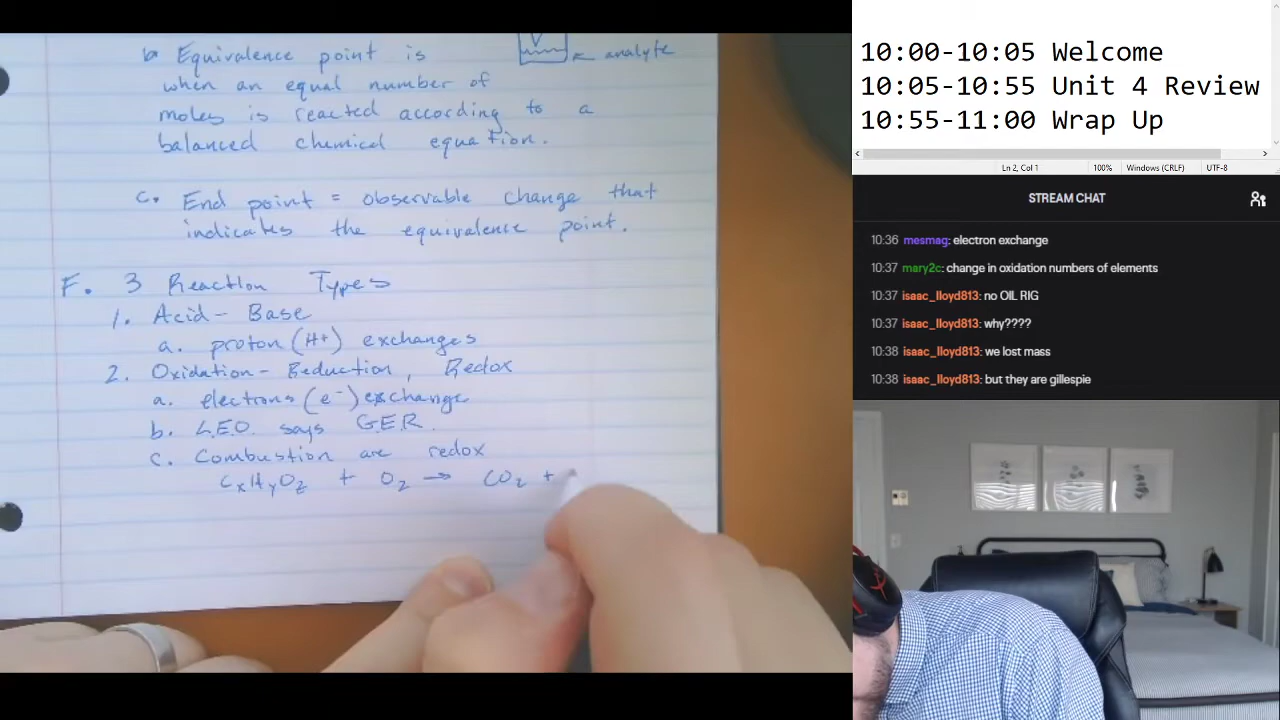 b Equivalence point is
when an equal number of
moles is reacted according to a
balanced chemical equation.
← analyte
c. End point = observable change that
indicates the equivalence point.
F. 3 Reaction Types
1. Acid - Base
a. proton (H+) exchanges
2. Oxidation - Reduction, Redox
a. electrons (e-) exchange
b. L.E.O. says G.E.R.
c. Combustion are redox
CxHyOz + O2 → CO2 +
10:00-10:05 Welcome
10:05-10:55 Unit 4 Review
10:55-11:00 Wrap Up
Ln 2, Col 1 100% Windows (CRLF) UTF-8
STREAM CHAT
10:36 mesmag: electron exchange
10:37 mary2c: change in oxidation numbers of elements
10:37 isaac_lloyd813: no OIL RIG
10:37 isaac_lloyd813: why????
10:38 isaac_lloyd813: we lost mass
10:38 isaac_lloyd813: but they are gillespie